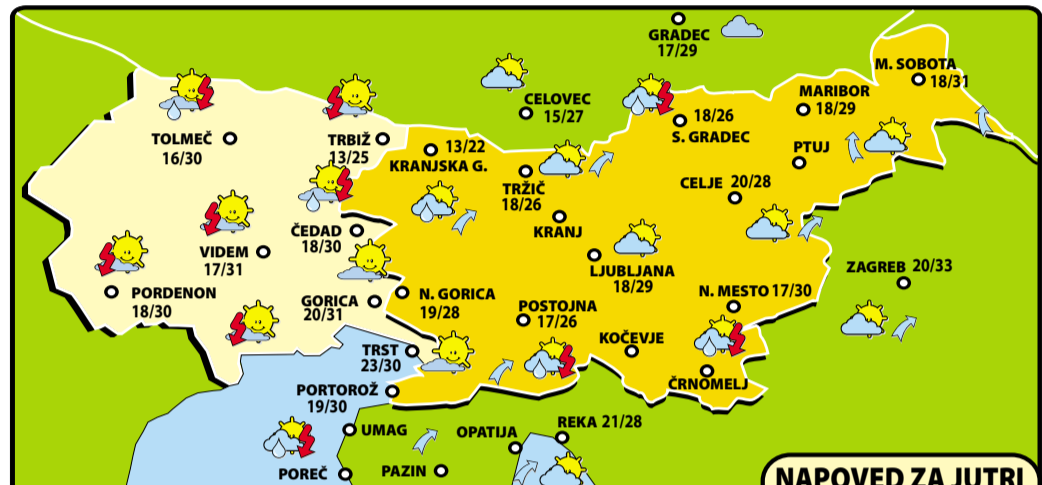 GRADEC
17/29
M. SOBOTA
18/31
MARIBOR
18/29
CELOVEC
15/27
18/26
S. GRADEC
TOLMEČ
16/30
TRBIŽ
13/25
13/22
KRANJSKA G.
PTUJ
TRŽIČ
18/26
CELJE 20/28
KRANJ
ČEDAD
18/30
VIDEM
17/31
LJUBLJANA
18/29
ZAGREB 20/33
PORDENON
18/30
GORICA
20/31
N. GORICA
19/28
N. MESTO 17/30
POSTOJNA
17/26
KOČEVJE
TRST
23/30
ČRNOMELJ
PORTOROŽ
19/30
UMAG
OPATIJA
REKA 21/28
POREČ
PAZIN
NAPOVED ZA JUTRI